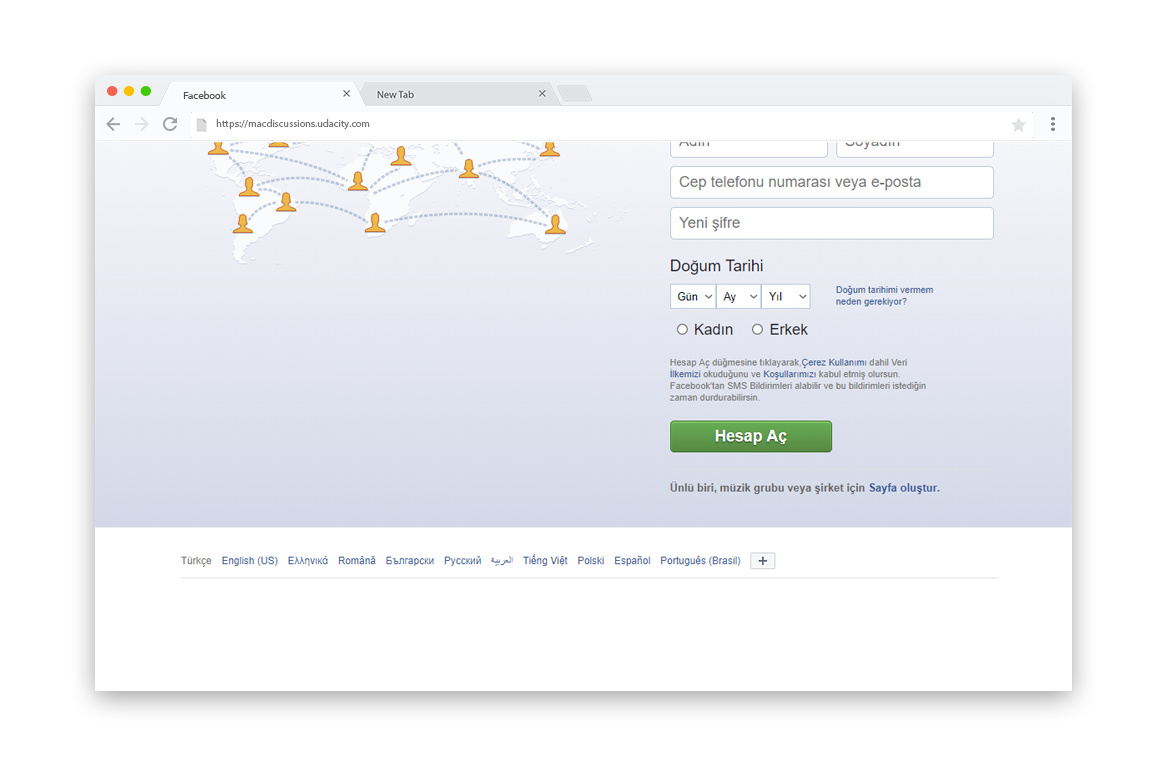 Facebook
New Tab
https://macdiscussions.udacity.com
Adın
Soyadın
Cep telefonu numarası veya e-posta
Yeni şifre
Doğum Tarihi
Gün
Ay
Yıl
Doğum tarihimi vermem
neden gerekiyor?
Kadın
Erkek
Hesap Aç düğmesine tıklayarak,Çerez Kullanımı dahil Veri
İlkemizi okuduğunu ve Koşullarımızı kabul etmiş olursun.
Facebook'tan SMS Bildirimleri alabilir ve bu bildirimleri istediğin
zaman durdurabilirsin.
Hesap Aç
Ünlü biri, müzik grubu veya şirket için Sayfa oluştur.
Türkçe English (US) Ελληνικά Română Български Русский العربية Tiếng Việt Polski Español Português (Brasil) +